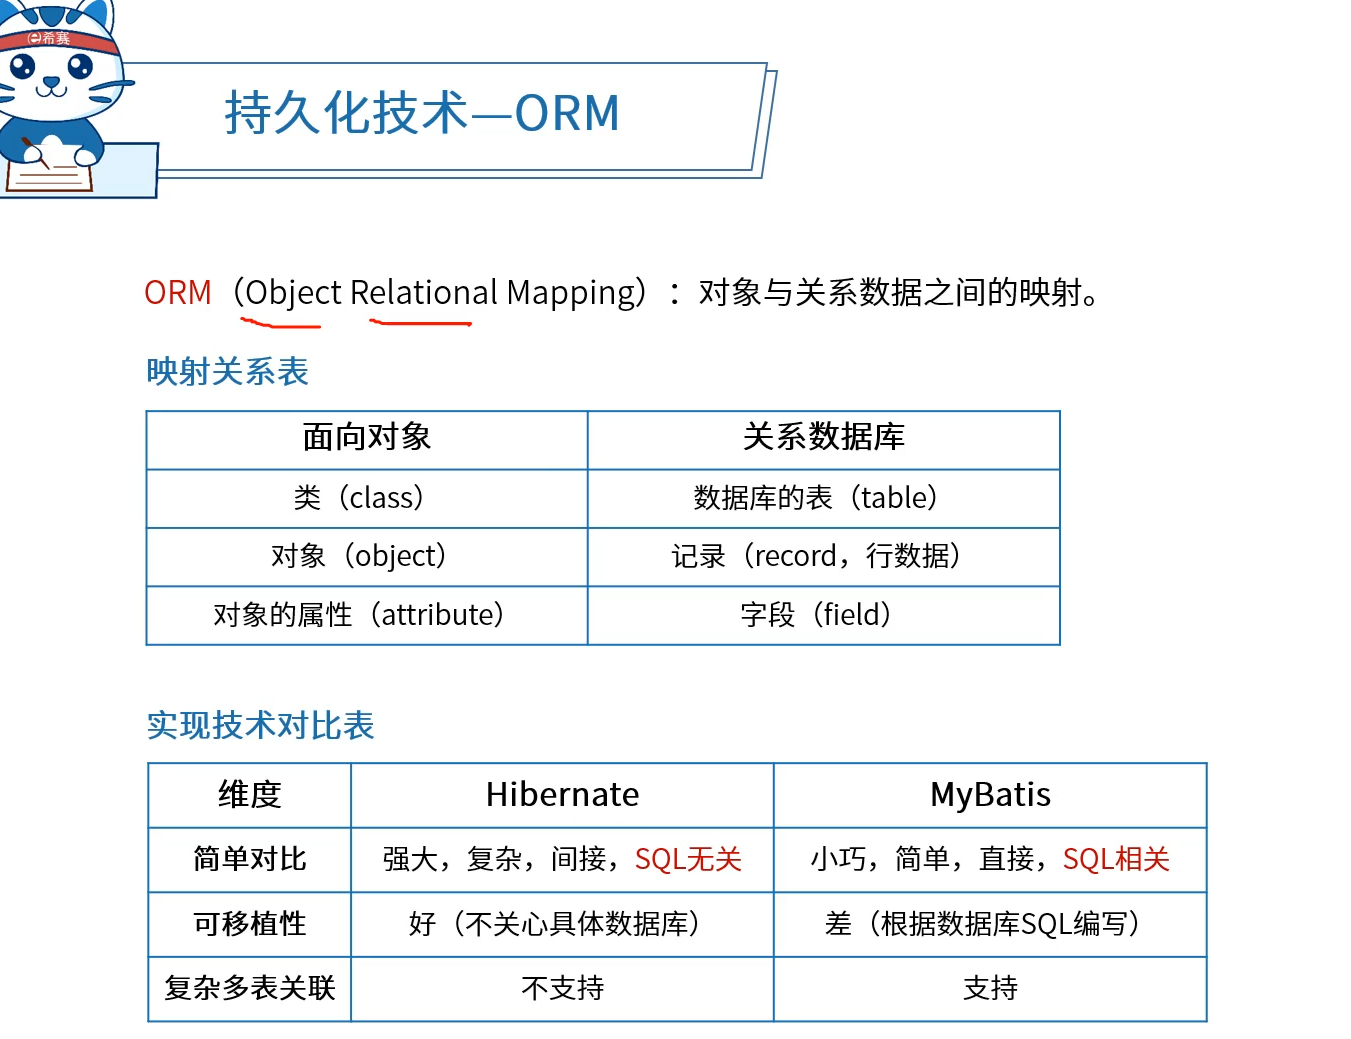 e希赛
持久化技术—ORM
ORM（Object Relational Mapping）：对象与关系数据之间的映射。
映射关系表
面向对象 关系数据库
类（class） 数据库的表（table）
对象（object） 记录（record，行数据）
对象的属性（attribute） 字段（field）
实现技术对比表
维度 Hibernate MyBatis
简单对比 强大，复杂，间接，SQL无关 小巧，简单，直接，SQL相关
可移植性 好（不关心具体数据库） 差（根据数据库SQL编写）
复杂多表关联 不支持 支持